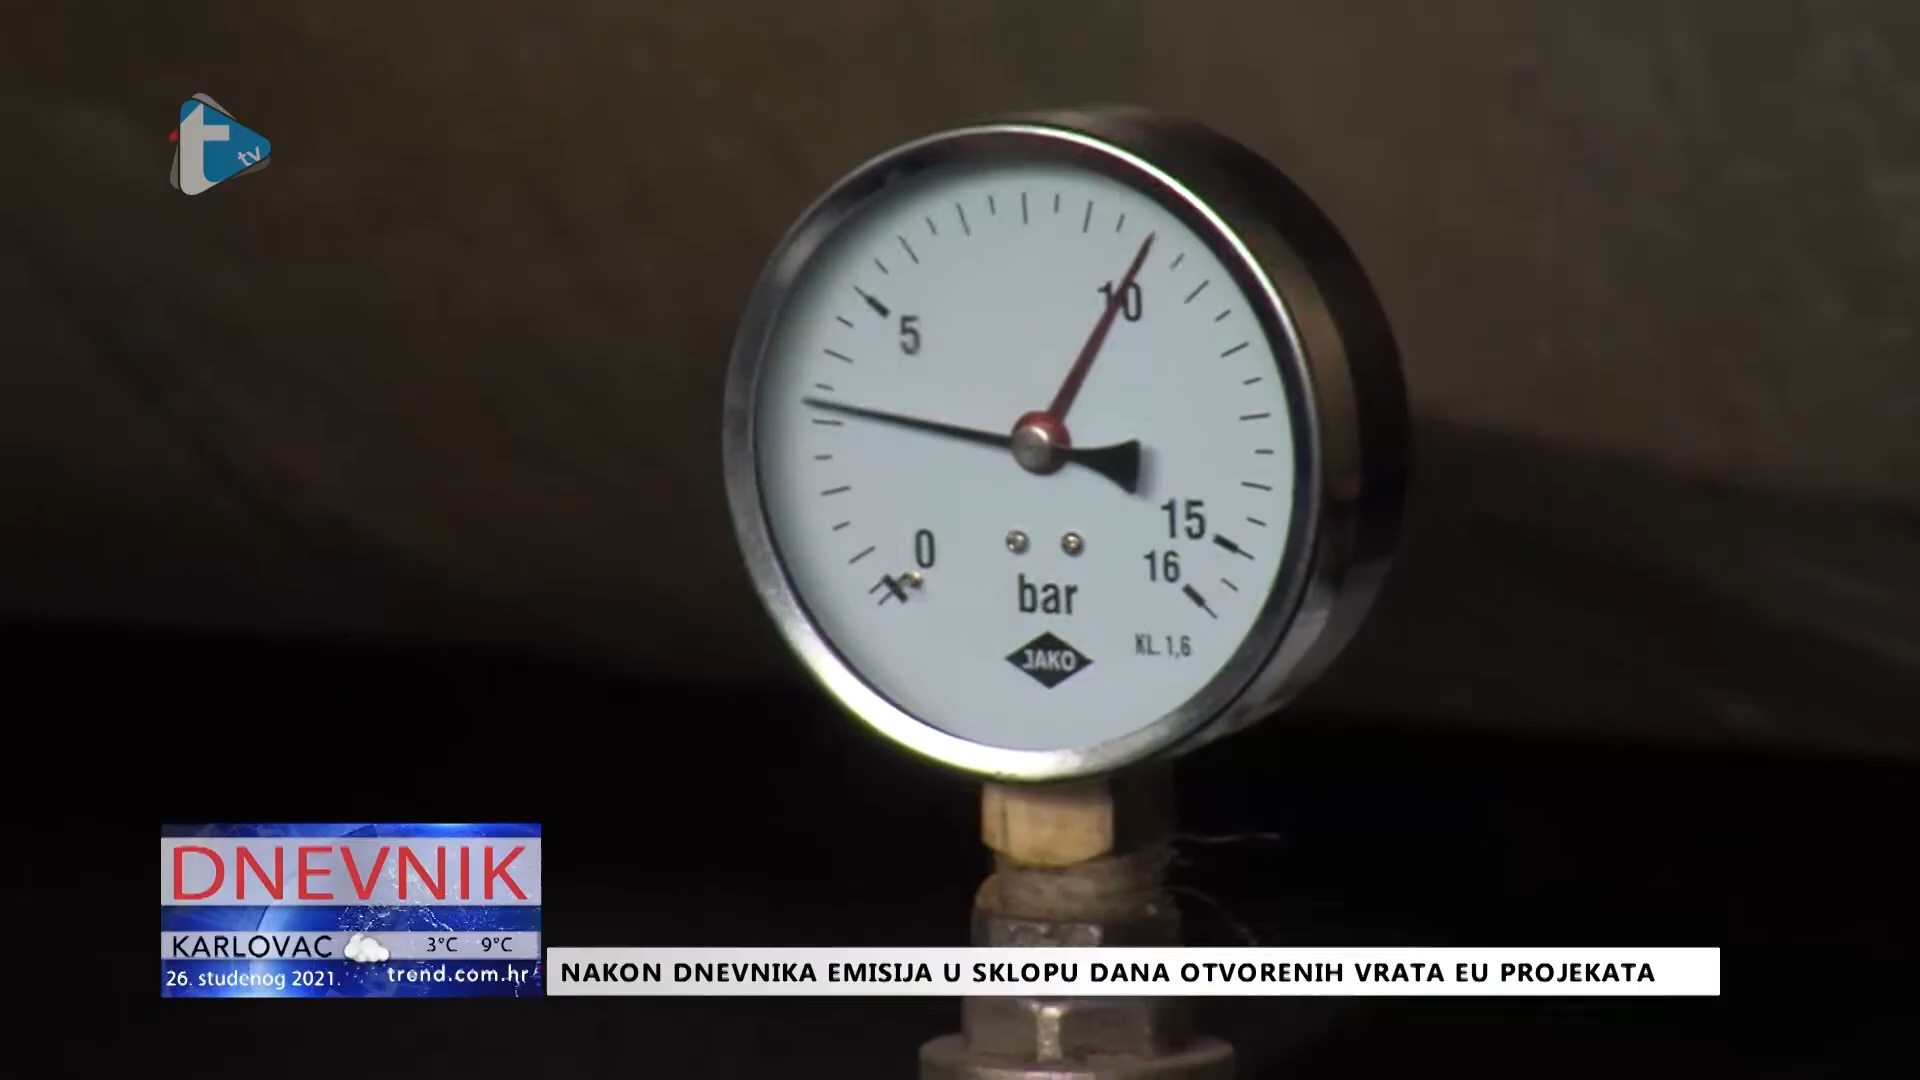 t tv
10
5
15
0
16
bar
KL. 1,6
JAKO
DNEVNIK
KARLOVAC 3°C 9°C
26. studenog 2021. trend.com.hr
NAKON DNEVNIKA EMISIJA U SKLOPU DANA OTVORENIH VRATA EU PROJEKATA